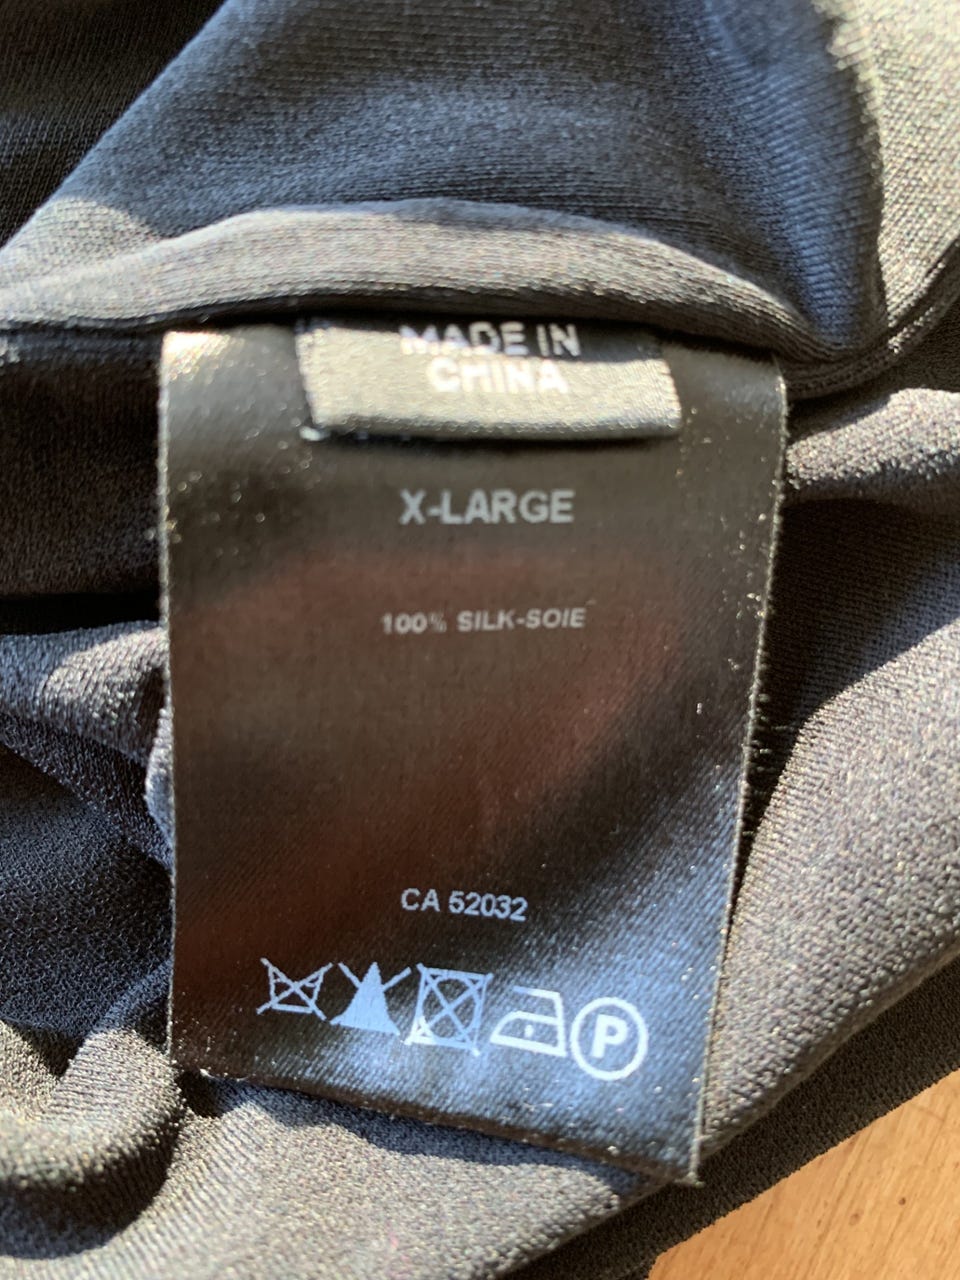 MADE IN
CHINA
X-LARGE
100% SILK-SOIE
CA 52032
P